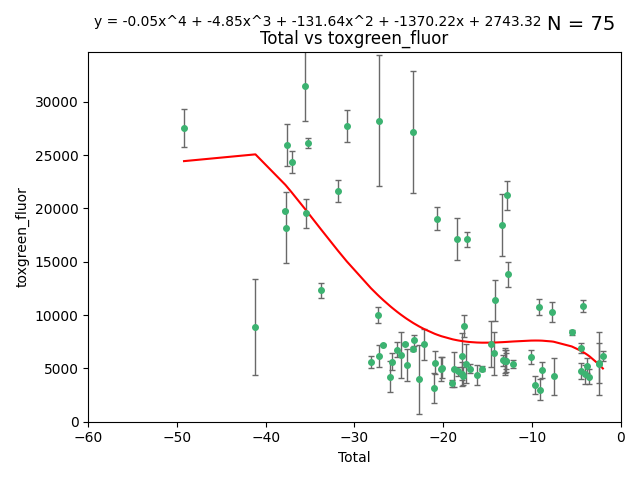 y = -0.05x^4 + -4.85x^3 + -131.64x^2 + -1370.22x + 2743.32 N = 75
Total vs toxgreen_fluor
30000
25000
20000
15000
10000
5000
0
toxgreen_fluor
−60 −50 −40 −30 −20 −10 0
Total